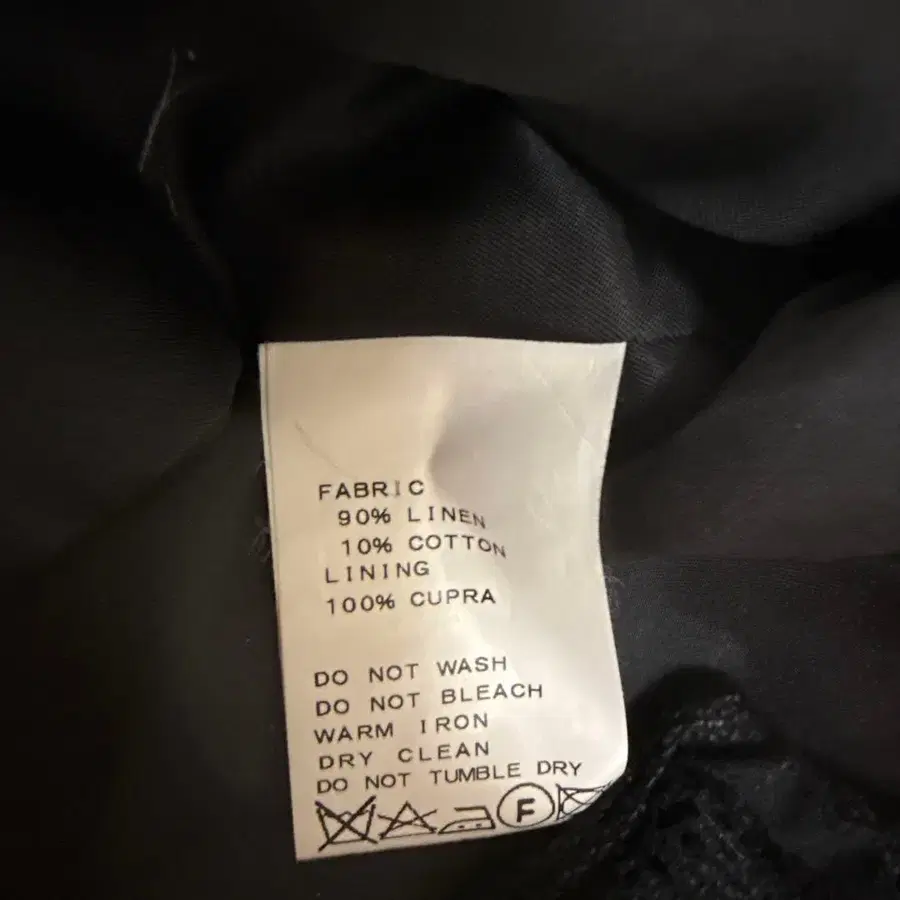 FABRIC
90% LINEN
10% COTTON
LINING
100% CUPRA
DO NOT WASH
DO NOT BLEACH
WARM IRON
DRY CLEAN
DO NOT TUMBLE DRY
F